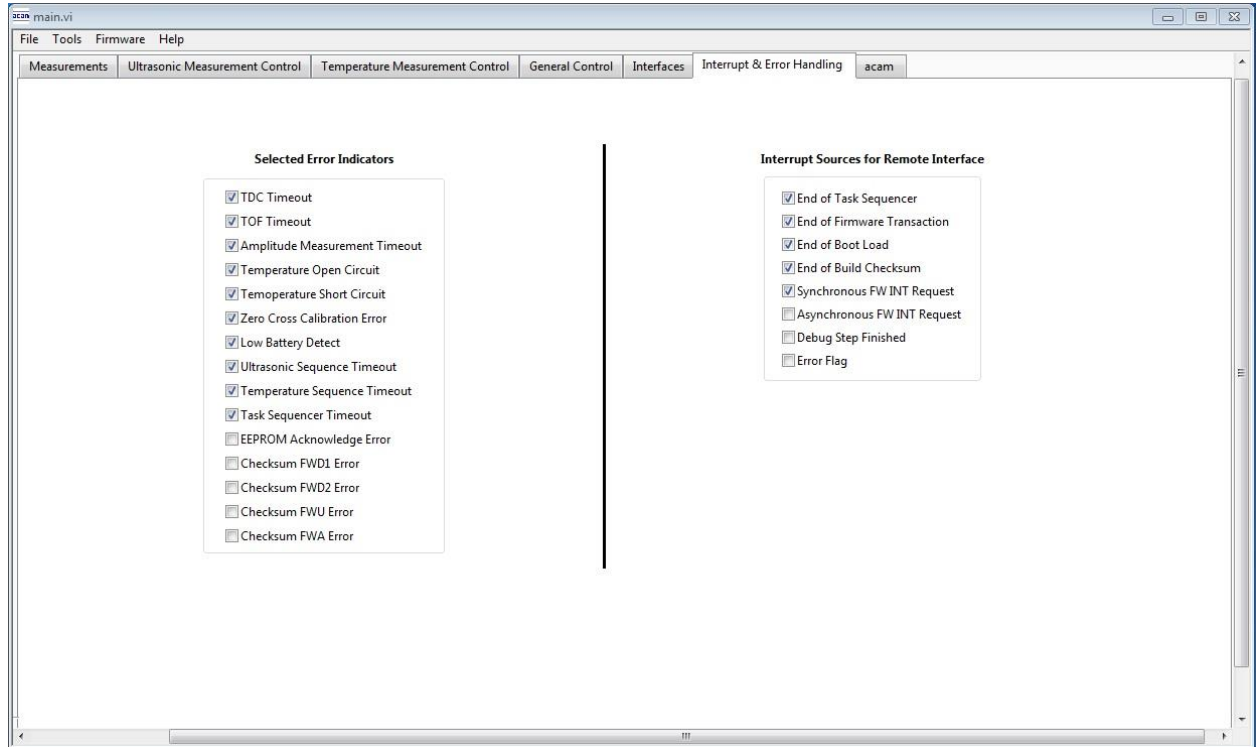 acam main.vi
File Tools Firmware Help
Measurements Ultrasonic Measurement Control Temperature Measurement Control General Control Interfaces Interrupt & Error Handling acam
Selected Error Indicators
TDC Timeout
TOF Timeout
Amplitude Measurement Timeout
Temperature Open Circuit
Temoperature Short Circuit
Zero Cross Calibration Error
Low Battery Detect
Ultrasonic Sequence Timeout
Temperature Sequence Timeout
Task Sequencer Timeout
EEPROM Acknowledge Error
Checksum FWD1 Error
Checksum FWD2 Error
Checksum FWU Error
Checksum FWA Error
Interrupt Sources for Remote Interface
End of Task Sequencer
End of Firmware Transaction
End of Boot Load
End of Build Checksum
Synchronous FW INT Request
Asynchronous FW INT Request
Debug Step Finished
Error Flag